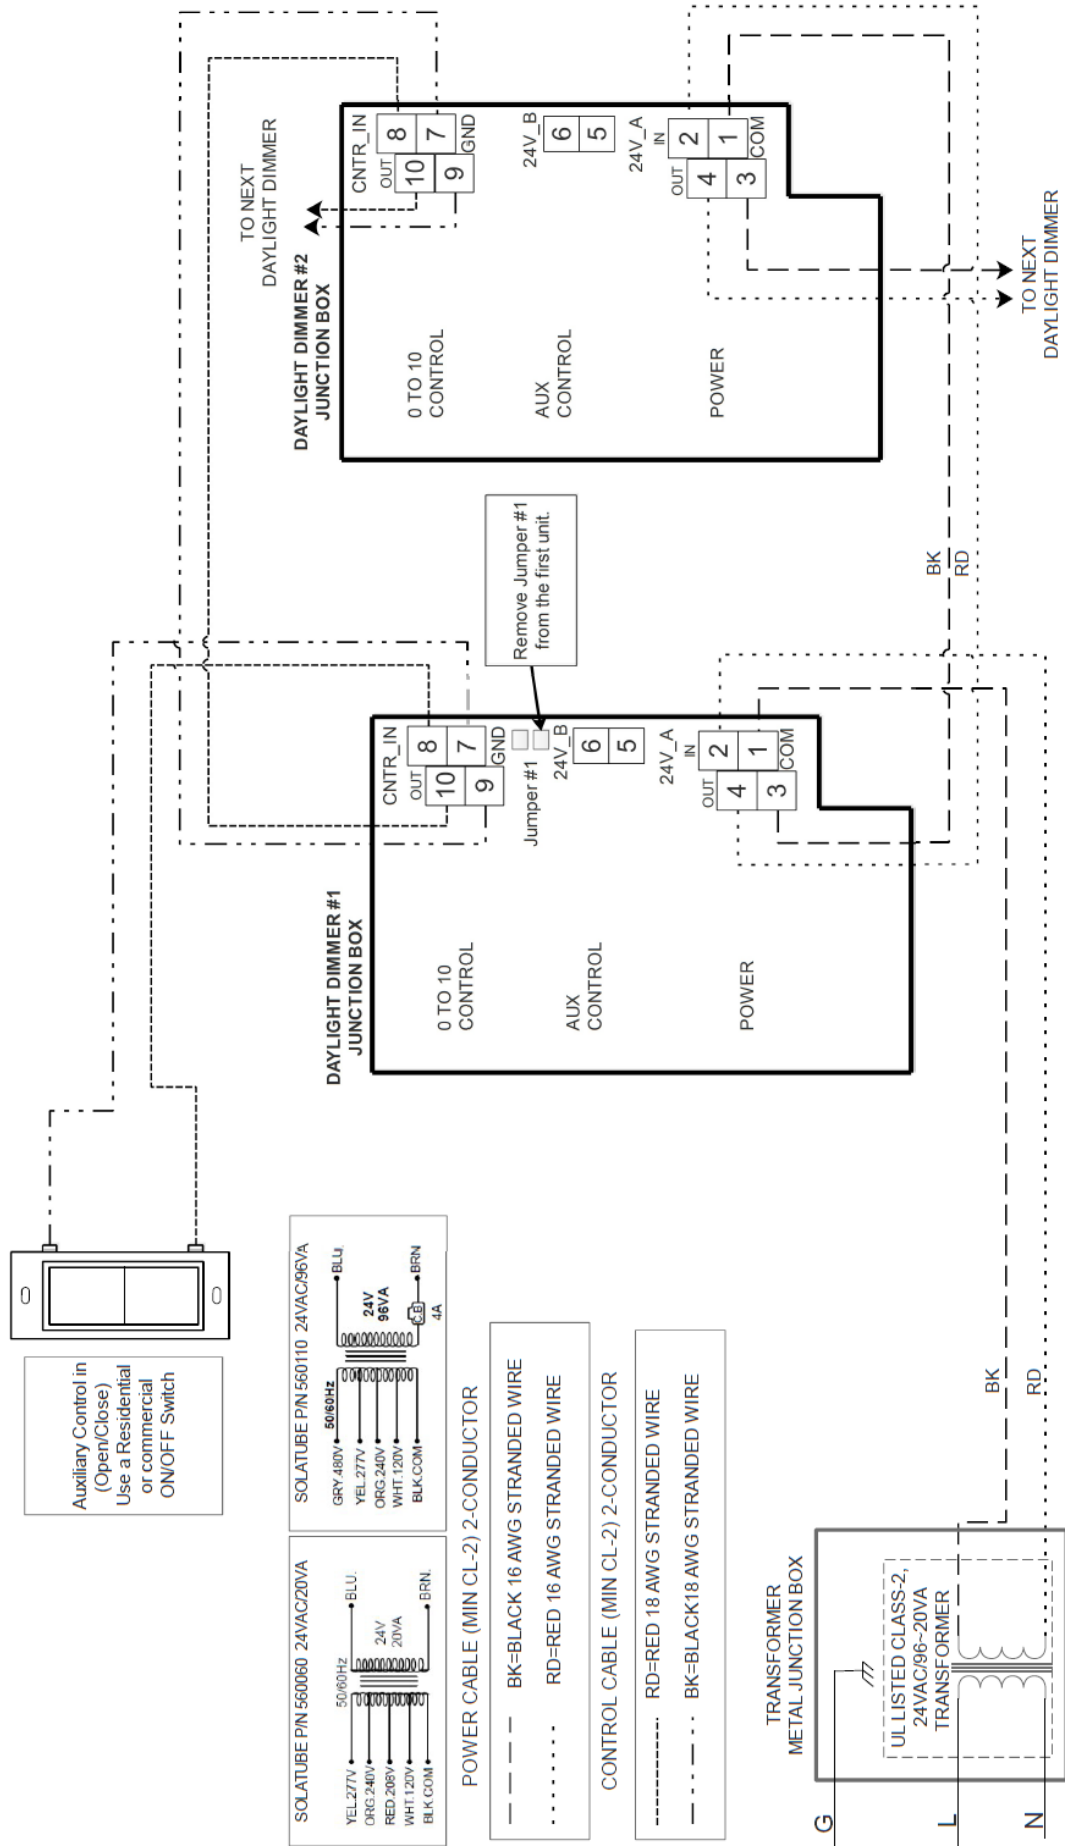 Auxiliary Control in
(Open/Close)
Use a Residential
or commercial
ON/OFF Switch
SOLATUBE P/N 560060 24VAC/20VA
50/60Hz
YEL.277V
ORG.240V
RED.208V
WHT.120V
BLK.COM
BLU.
24V
20VA
BRN.
SOLATUBE P/N 560110 24VAC/96VA
50/60Hz
GRY.480V
YEL.277V
ORG.240V
WHT.120V
BLK.COM
BLU.
24V
96VA
C.B
4A
BRN
POWER CABLE (MIN CL-2) 2-CONDUCTOR
BK=BLACK 16 AWG STRANDED WIRE
RD=RED 16 AWG STRANDED WIRE
CONTROL CABLE (MIN CL-2) 2-CONDUCTOR
RD=RED 18 AWG STRANDED WIRE
BK=BLACK18 AWG STRANDED WIRE
TRANSFORMER
METAL JUNCTION BOX
UL LISTED CLASS-2,
24VAC/96~20VA
TRANSFORMER
G
L
N
BK
RD
DAYLIGHT DIMMER #1
JUNCTION BOX
0 TO 10
CONTROL
AUX
CONTROL
POWER
CNTR_IN
OUT
8
10
7
9
GND
Jumper #1
Remove Jumper #1
from the first unit.
24V_B
6
5
24V_A
IN
OUT
2
4
1
3
COM
BK
RD
DAYLIGHT DIMMER #2
JUNCTION BOX
TO NEXT
DAYLIGHT DIMMER
0 TO 10
CONTROL
AUX
CONTROL
POWER
CNTR_IN
OUT
8
10
7
9
GND
24V_B
6
5
24V_A
IN
OUT
2
4
1
3
COM
TO NEXT
DAYLIGHT DIMMER